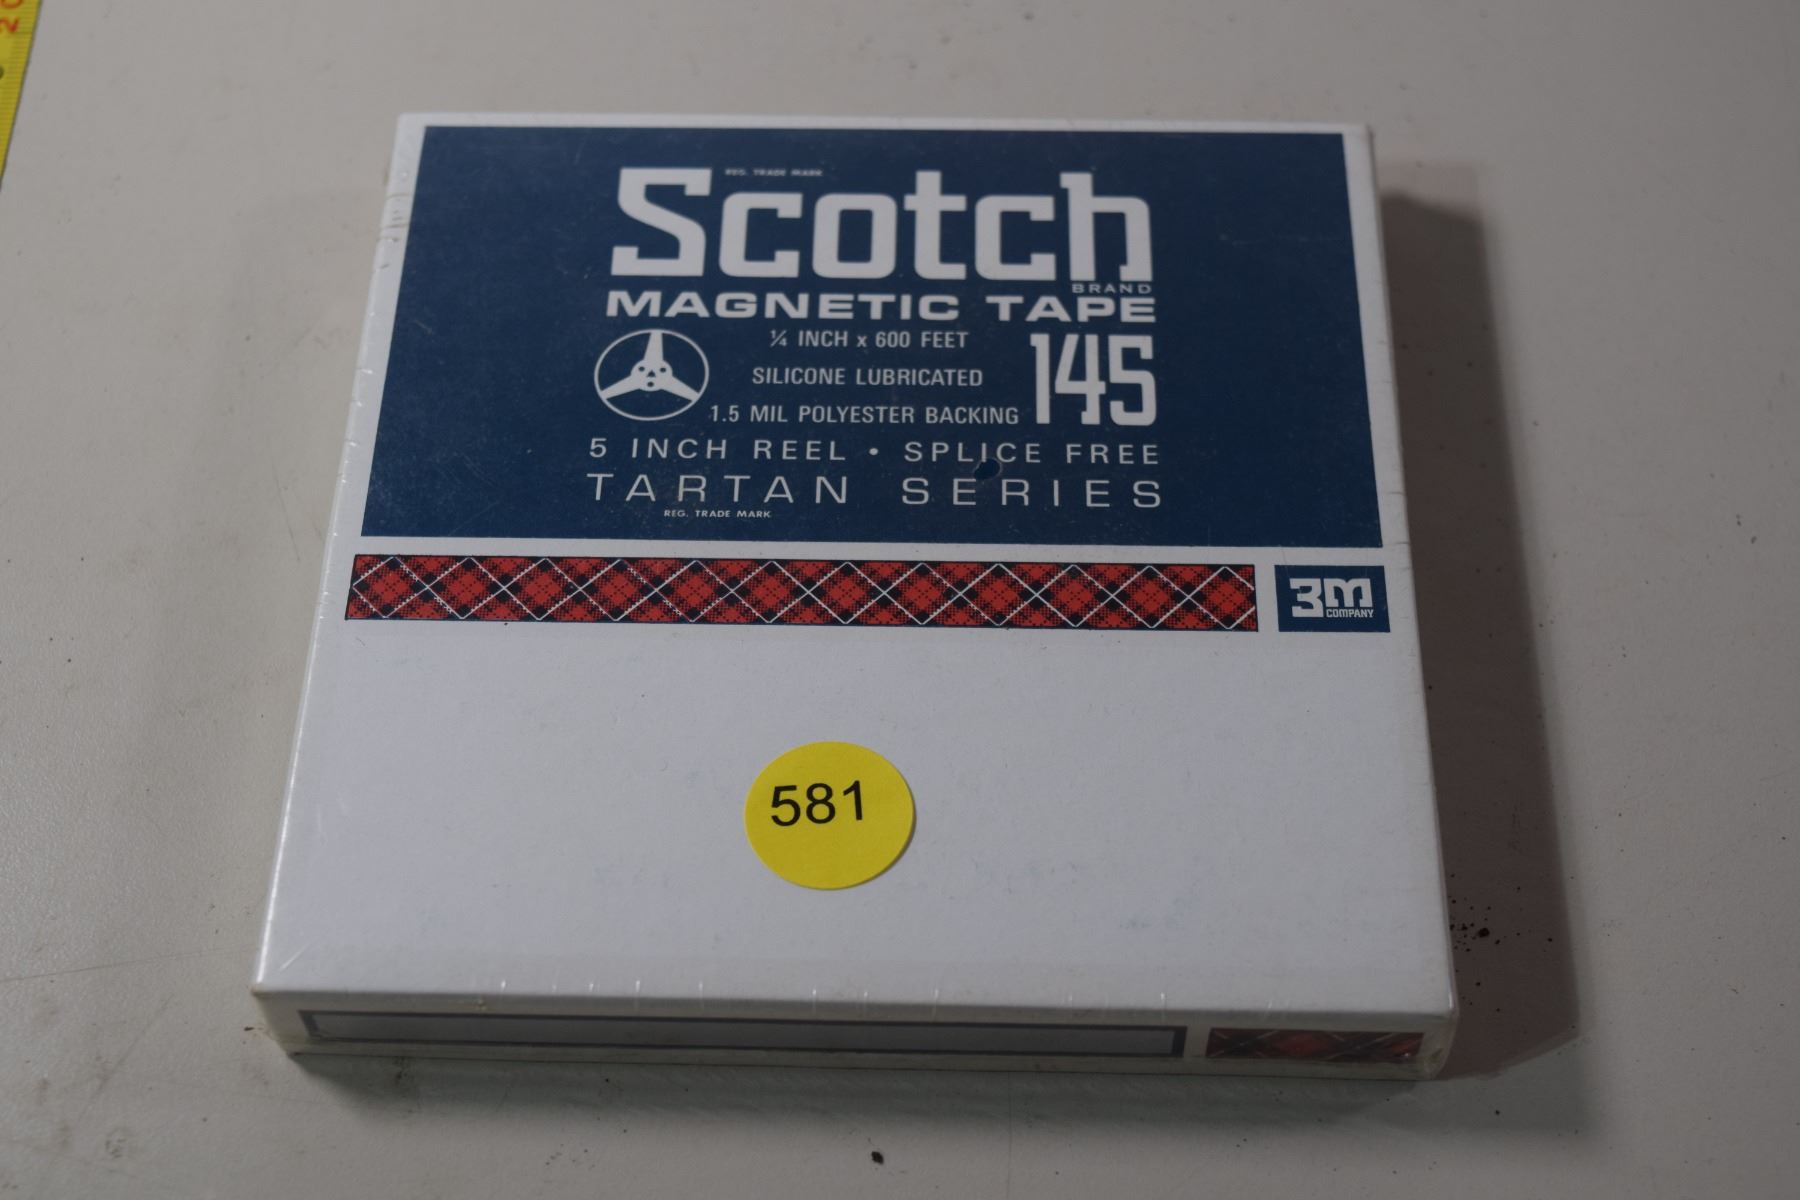 REG. TRADE MARK
Scotch
BRAND
MAGNETIC TAPE
¼ INCH x 600 FEET
SILICONE LUBRICATED
1.5 MIL POLYESTER BACKING
145
5 INCH REEL • SPLICE FREE
TARTAN SERIES
REG. TRADE MARK
3M
COMPANY
581